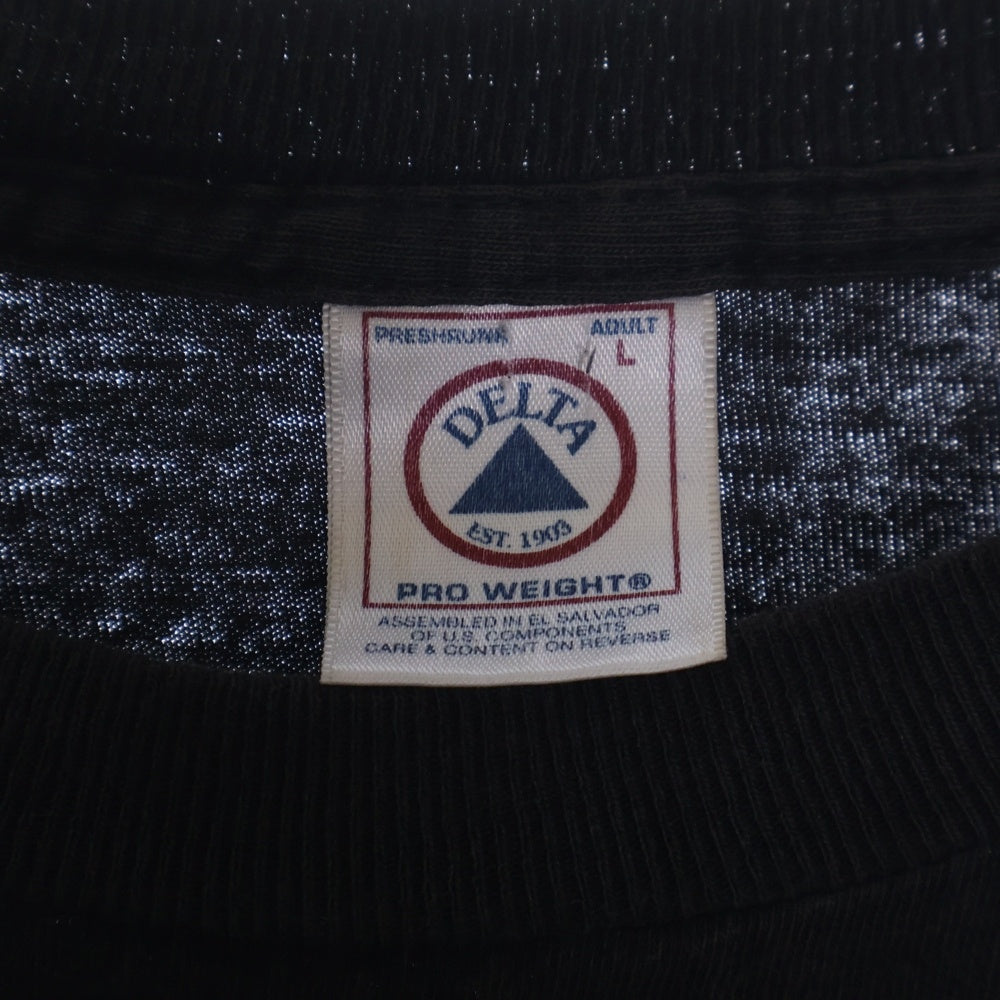 PRESHRUNK ADULT
L
DELTA
EST. 1903
PRO WEIGHT®
ASSEMBLED IN EL SALVADOR
OF U.S. COMPONENTS
CARE & CONTENT ON REVERSE